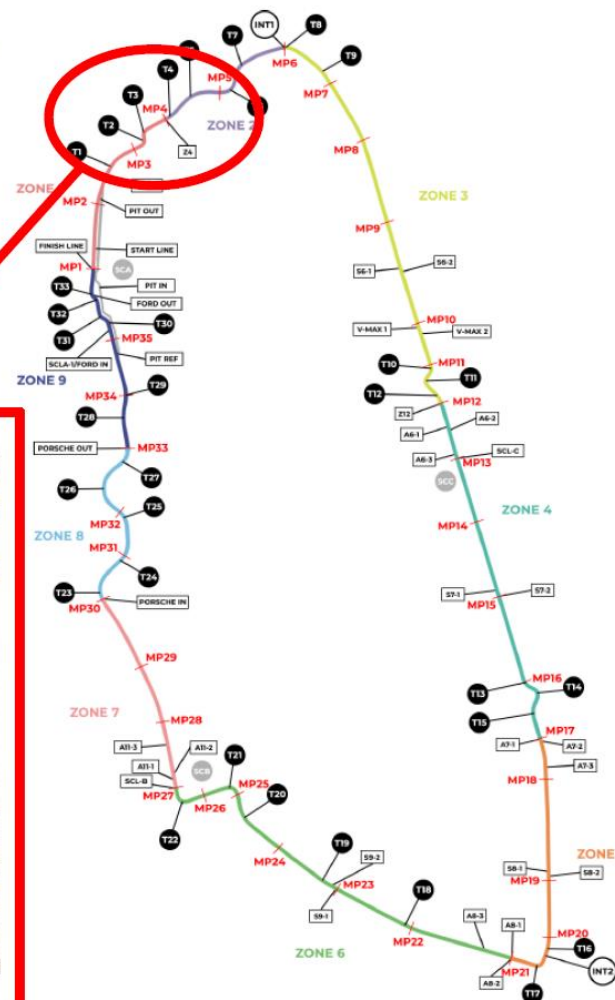 INT1
T8
T7
T9
MP6
MP5
MP7
T4
T3
MP4
T2
ZONE 2
Z4
T1
MP3
MP8
ZONE
MP2
PIT OUT
ZONE 3
MP9
FINISH LINE
START LINE
MP1
SCA
S6-1
S6-2
T33
PIT IN
FORD OUT
T32
T30
MP10
V-MAX 1
V-MAX 2
T31
MP35
SCLA-1/FORD IN
PIT REF
T10
MP11
T11
ZONE 9
T29
MP34
T12
MP12
Z12
A6-2
T28
A6-1
PORSCHE OUT
MP33
A6-3
MP13
SCL-C
T27
SCC
T26
T25
MP32
ZONE 4
MP14
ZONE 8
MP31
T24
T23
MP30
PORSCHE IN
S7-1
S7-2
MP15
MP29
MP16
T13
T14
ZONE 7
MP28
T15
MP17
A11-3
A11-2
A7-1
A7-2
A11-1
SCB
T21
A7-3
SCL-B
MP27
MP25
MP18
MP26
T20
T22
T19
MP24
S9-2
ZONE
S8-1
S8-2
MP23
MP19
S9-1
T18
MP22
A8-3
A8-1
MP20
T16
ZONE 6
MP21
INT2
A8-2
T17